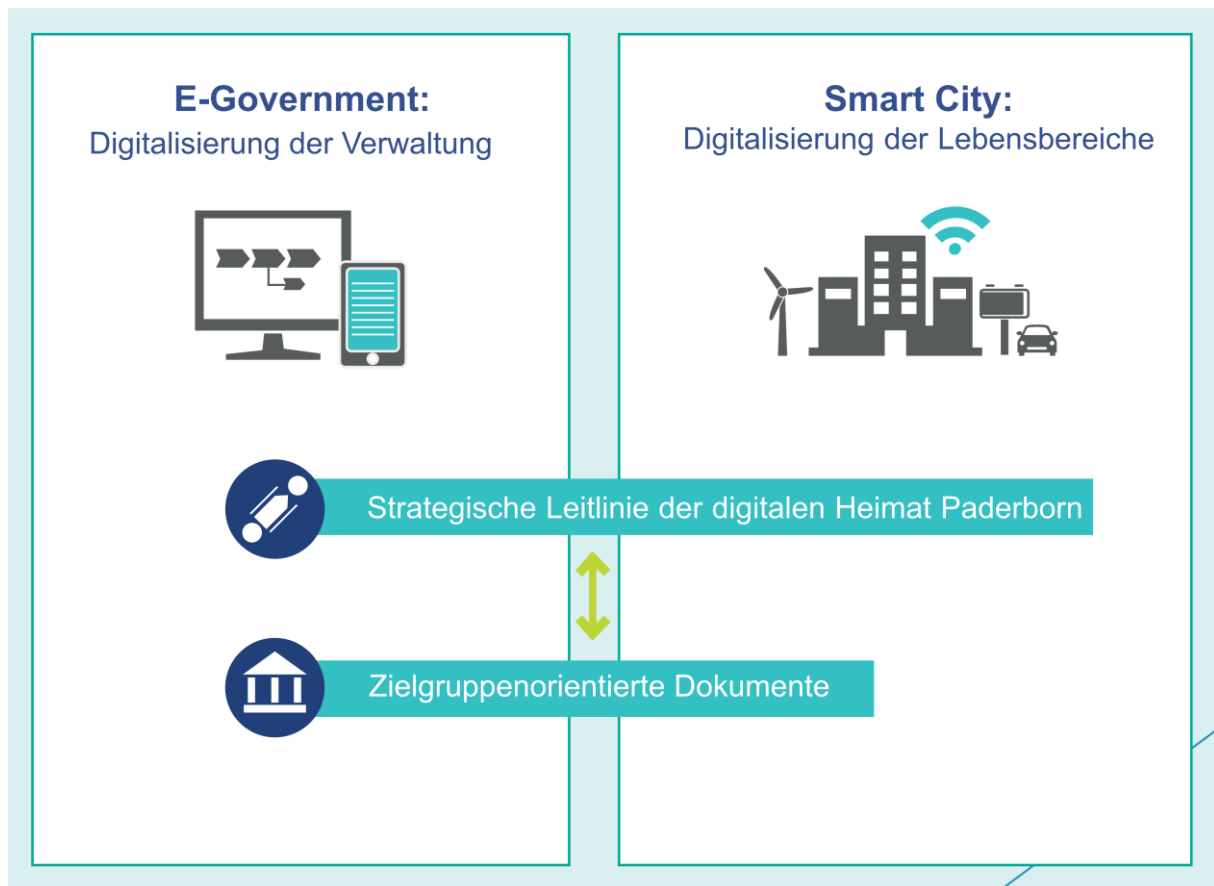 E-Government:
Digitalisierung der Verwaltung
Smart City:
Digitalisierung der Lebensbereiche
Strategische Leitlinie der digitalen Heimat Paderborn
Zielgruppenorientierte Dokumente